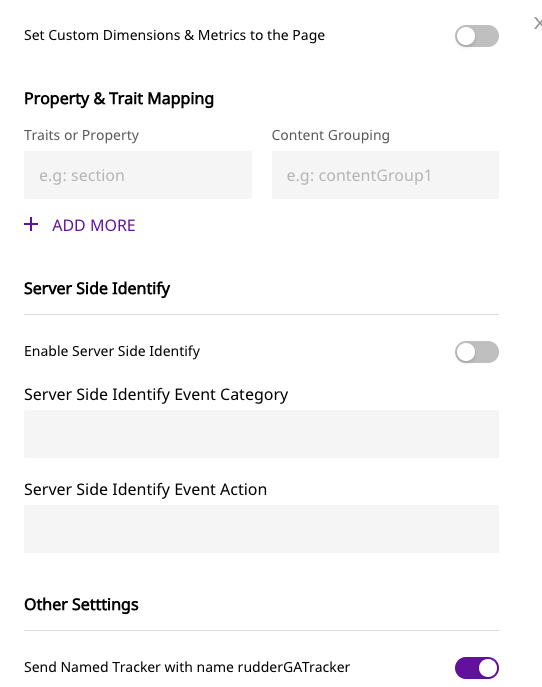 Set Custom Dimensions & Metrics to the Page
X
Property & Trait Mapping
Traits or Property
Content Grouping
e.g: section
e.g: contentGroup1
+ ADD MORE
Server Side Identify
Enable Server Side Identify
Server Side Identify Event Category
Server Side Identify Event Action
Other Setttings
Send Named Tracker with name rudderGATracker